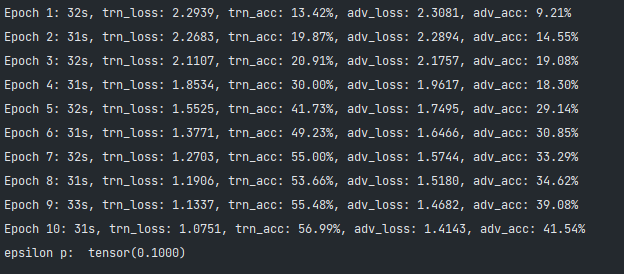 Epoch 1: 32s, trn_loss: 2.2939, trn_acc: 13.42%, adv_loss: 2.3081, adv_acc: 9.21%
Epoch 2: 31s, trn_loss: 2.2683, trn_acc: 19.87%, adv_loss: 2.2894, adv_acc: 14.55%
Epoch 3: 32s, trn_loss: 2.1107, trn_acc: 20.91%, adv_loss: 2.1757, adv_acc: 19.08%
Epoch 4: 31s, trn_loss: 1.8534, trn_acc: 30.00%, adv_loss: 1.9617, adv_acc: 18.30%
Epoch 5: 32s, trn_loss: 1.5525, trn_acc: 41.73%, adv_loss: 1.7495, adv_acc: 29.14%
Epoch 6: 31s, trn_loss: 1.3771, trn_acc: 49.23%, adv_loss: 1.6466, adv_acc: 30.85%
Epoch 7: 32s, trn_loss: 1.2703, trn_acc: 55.00%, adv_loss: 1.5744, adv_acc: 33.29%
Epoch 8: 31s, trn_loss: 1.1906, trn_acc: 53.66%, adv_loss: 1.5180, adv_acc: 34.62%
Epoch 9: 33s, trn_loss: 1.1337, trn_acc: 55.48%, adv_loss: 1.4682, adv_acc: 39.08%
Epoch 10: 31s, trn_loss: 1.0751, trn_acc: 56.99%, adv_loss: 1.4143, adv_acc: 41.54%
epsilon p:  tensor(0.1000)